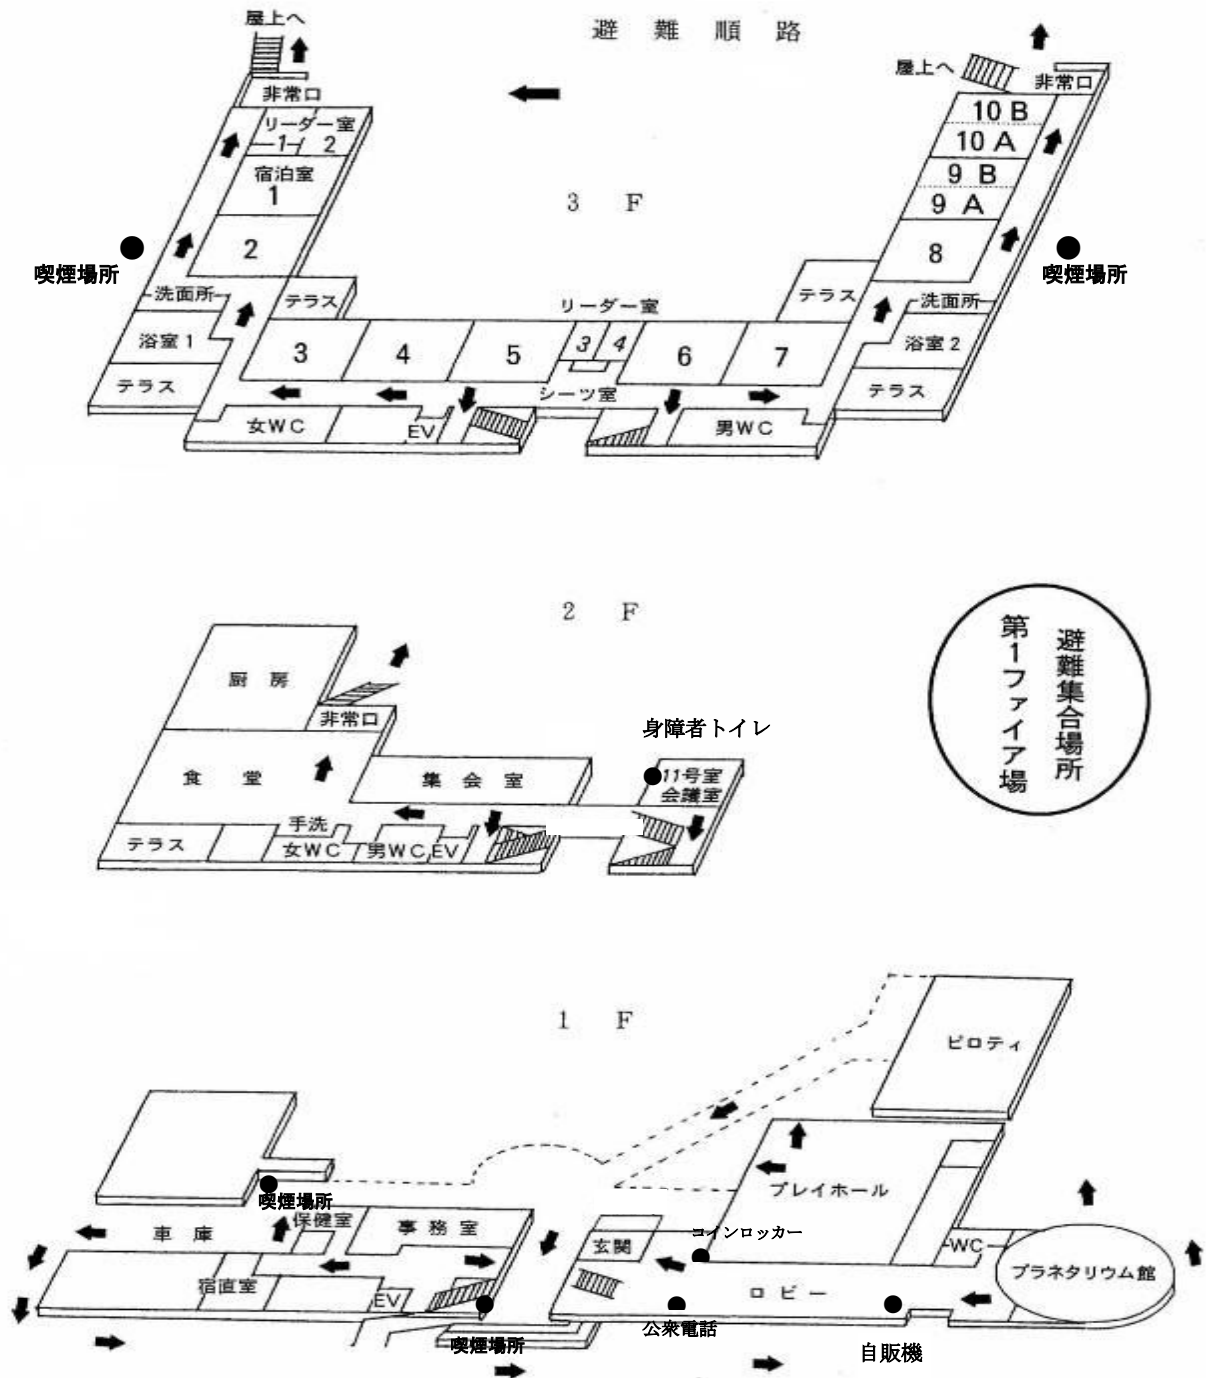 避難順路
屋上へ
非常口
リーダー室
1 2
宿泊室
1
2
喫煙場所
洗面所
浴室1
テラス
テラス
3 F
屋上へ
非常口
10 B
10 A
9 B
9 A
8
喫煙場所
テラス
洗面所
浴室2
テラス
リーダー室
3 4 5 3 4 6 7
シーツ室
女WC
EV
男WC
2 F
厨房
非常口
食堂
集会室
身障者トイレ
11号室
会議室
手洗
テラス
女WC
男WC
EV
避難集合場所
第1ファイア場
1 F
ピロティ
喫煙場所
プレイホール
保健室
車庫
事務室
玄関
コインロッカー
WC
プラネタリウム館
宿直室
EV
ロビー
喫煙場所
公衆電話
自販機